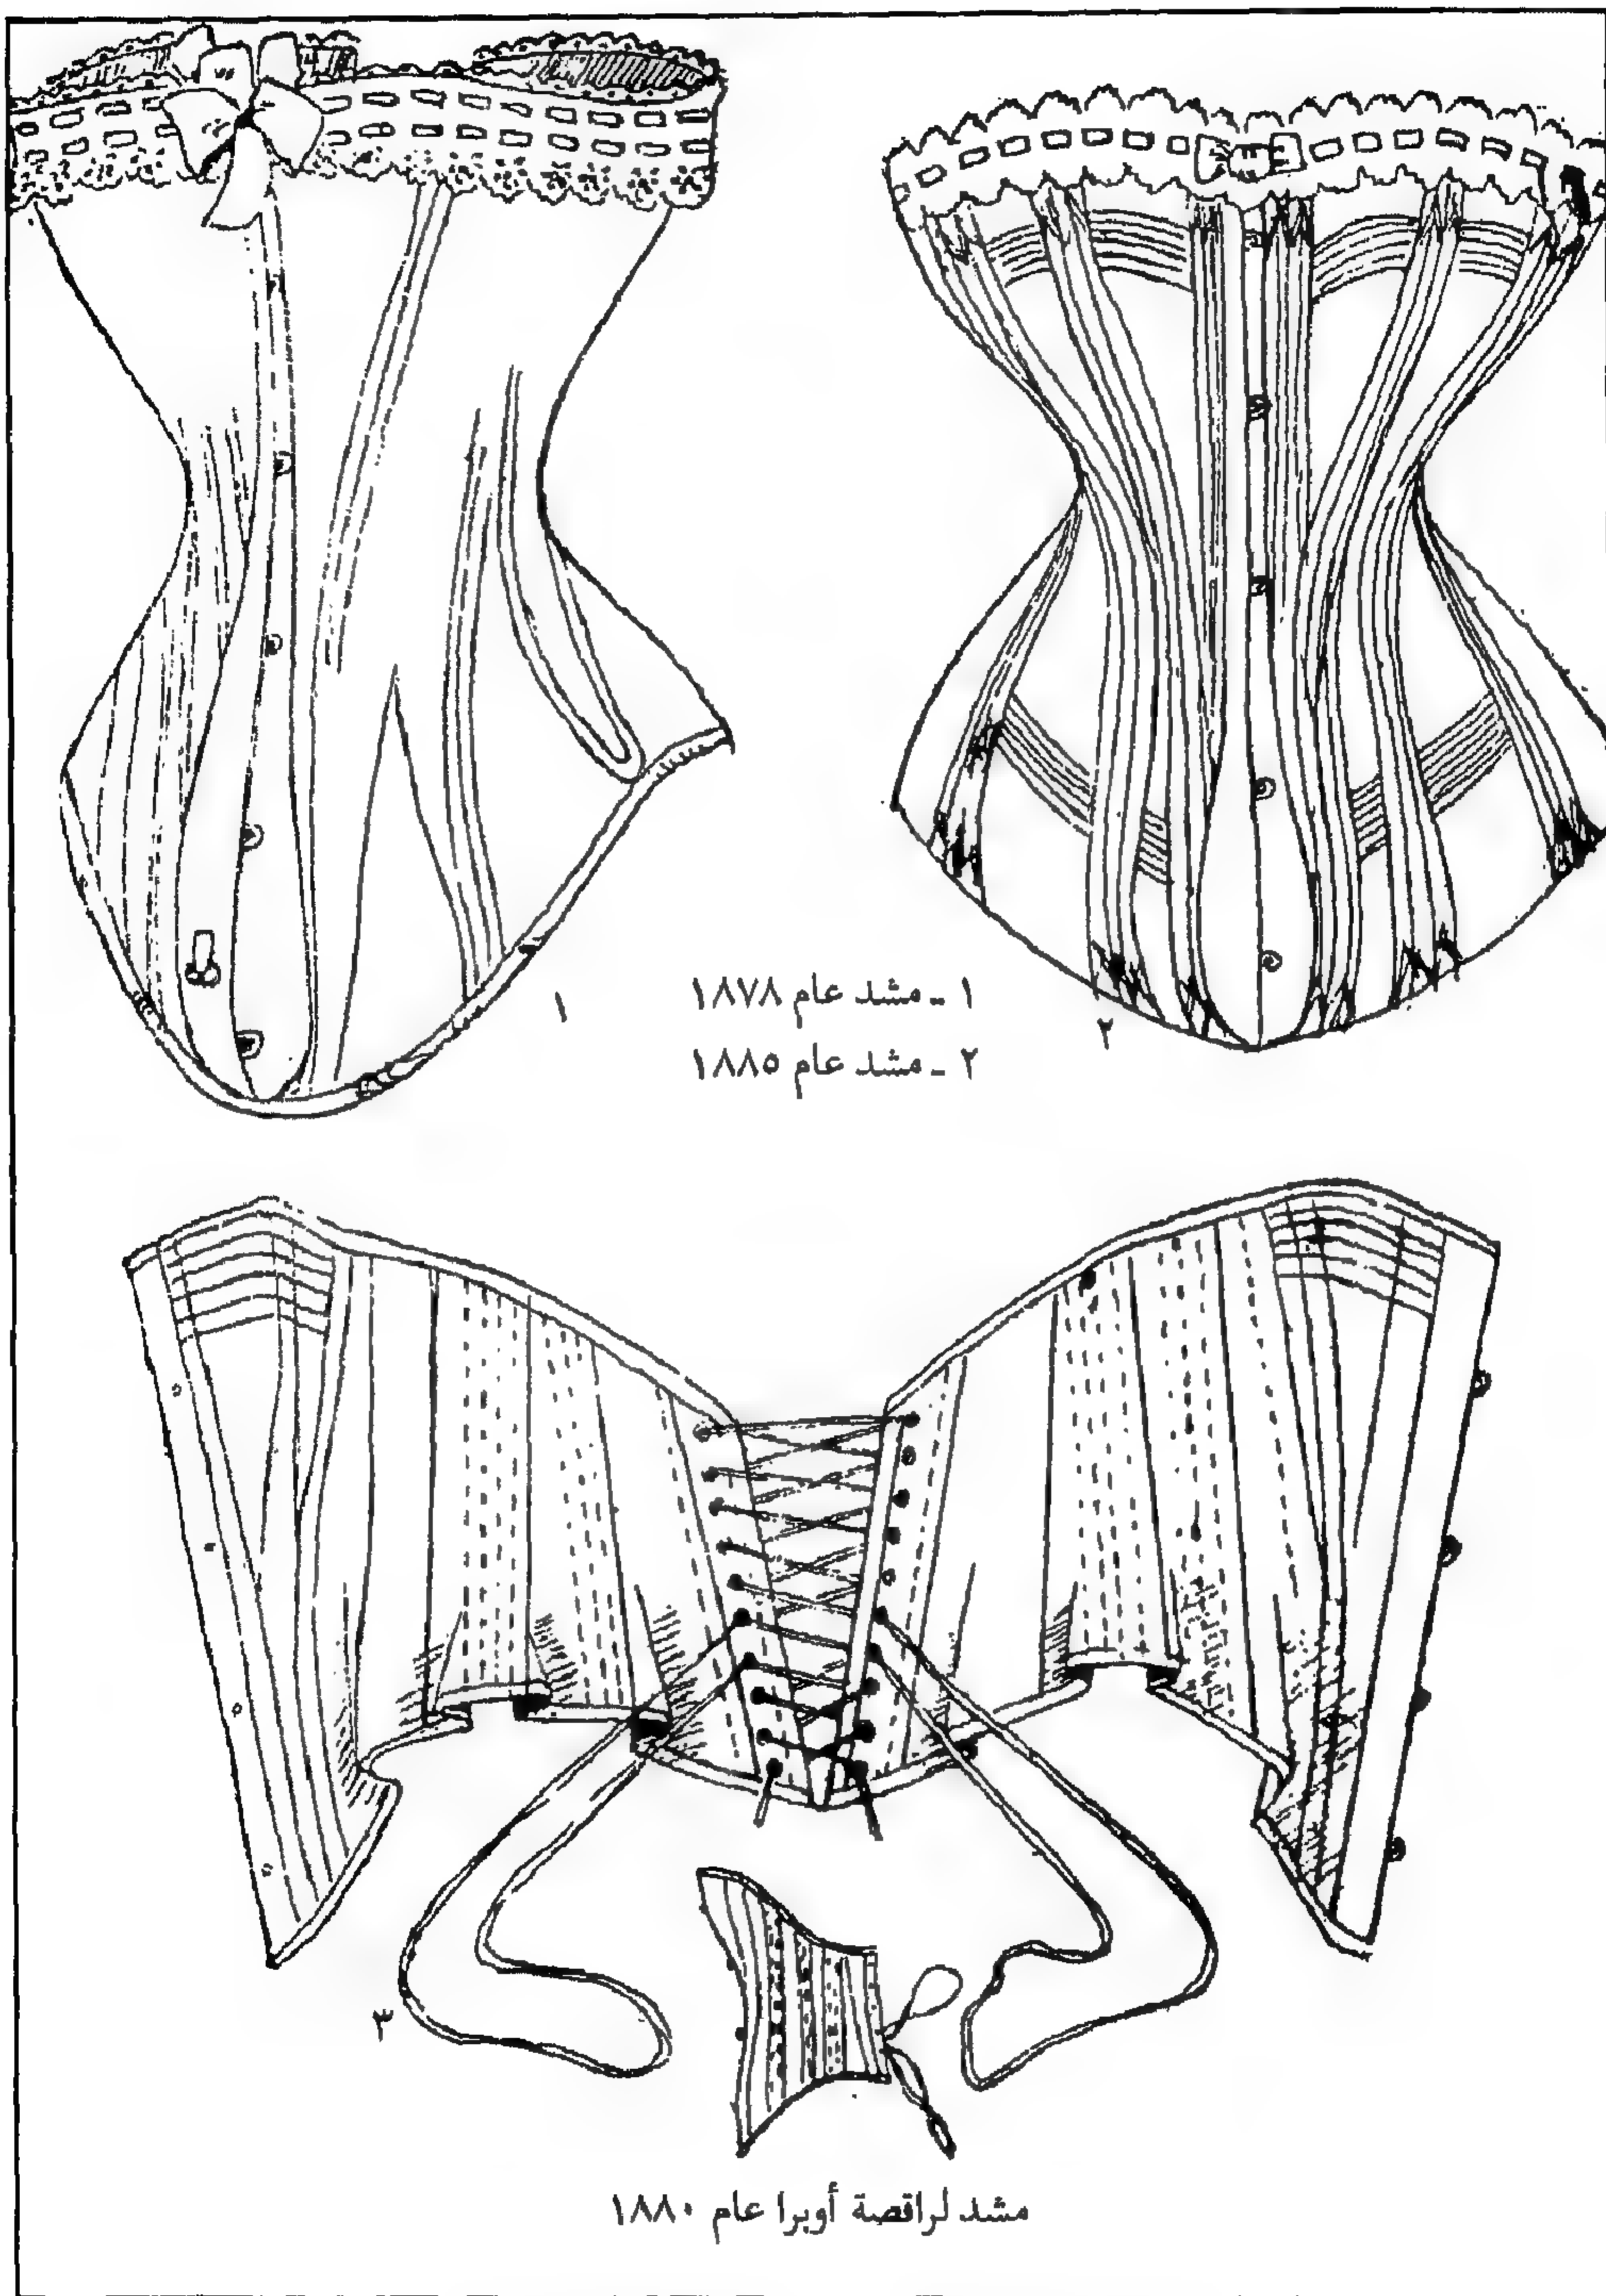 ١
١ ـ مشد عام ١٨٧٨
٢
٢ ـ مشد عام ١٨٨٥
٣
مشد لراقصة أوبرا عام ١٨٨٠